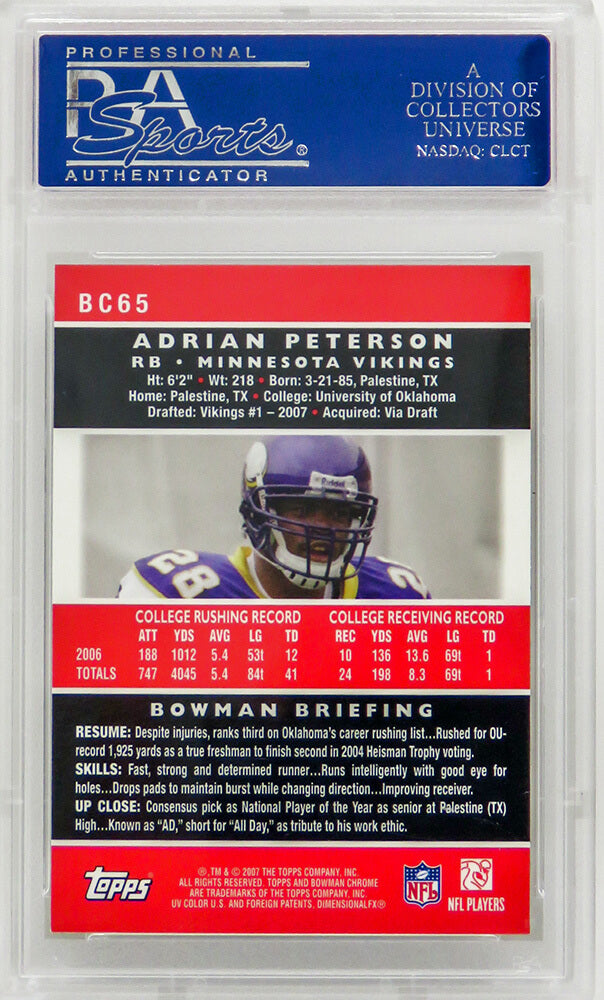 PROFESSIONAL
PSA
Sports®
AUTHENTICATOR
A
DIVISION OF
COLLECTORS
UNIVERSE
NASDAQ: CLCT
BC65
ADRIAN PETERSON
RB • MINNESOTA VIKINGS
Ht: 6'2" • Wt: 218 • Born: 3-21-85, Palestine, TX
Home: Palestine, TX • College: University of Oklahoma
Drafted: Vikings #1 – 2007 • Acquired: Via Draft
Riddell
28
2
COLLEGE RUSHING RECORD COLLEGE RECEIVING RECORD
ATT YDS AVG LG TD REC YDS AVG LG TD
2006 188 1012 5.4 53t 12 10 136 13.6 69t 1
TOTALS 747 4045 5.4 84t 41 24 198 8.3 69t 1
BOWMAN BRIEFING
RESUME: Despite injuries, ranks third on Oklahoma's career rushing list...Rushed for OU-
record 1,925 yards as a true freshman to finish second in 2004 Heisman Trophy voting.
SKILLS: Fast, strong and determined runner...Runs intelligently with good eye for
holes...Drops pads to maintain burst while changing direction...Improving receiver.
UP CLOSE: Consensus pick as National Player of the Year as senior at Palestine (TX)
High...Known as "AD," short for "All Day," as tribute to his work ethic.
Topps
®,TM & © 2007 THE TOPPS COMPANY, INC.
ALL RIGHTS RESERVED. TOPPS AND BOWMAN CHROME
ARE TRADEMARKS OF THE TOPPS COMPANY, INC.
UV COLOR U.S. AND FOREIGN PATENTS, DIMENSIONALFX®
NFL
NFL PLAYERS